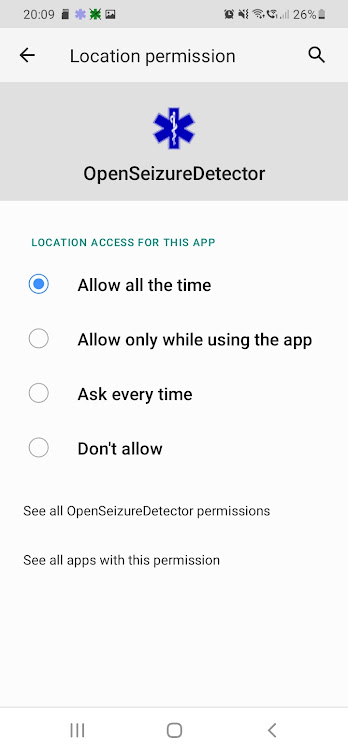 20:09 26%
Location permission
OpenSeizureDetector
LOCATION ACCESS FOR THIS APP
Allow all the time
Allow only while using the app
Ask every time
Don't allow
See all OpenSeizureDetector permissions
See all apps with this permission